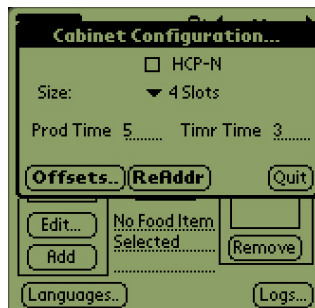 Cabinet Configuration...
HCP-N
Size: 4 Slots
Prod Time 5 Timr Time 3
Offsets.. ReAddr Quit
Edit... No Food Item
Selected Remove
Add
Languages.. Logs...